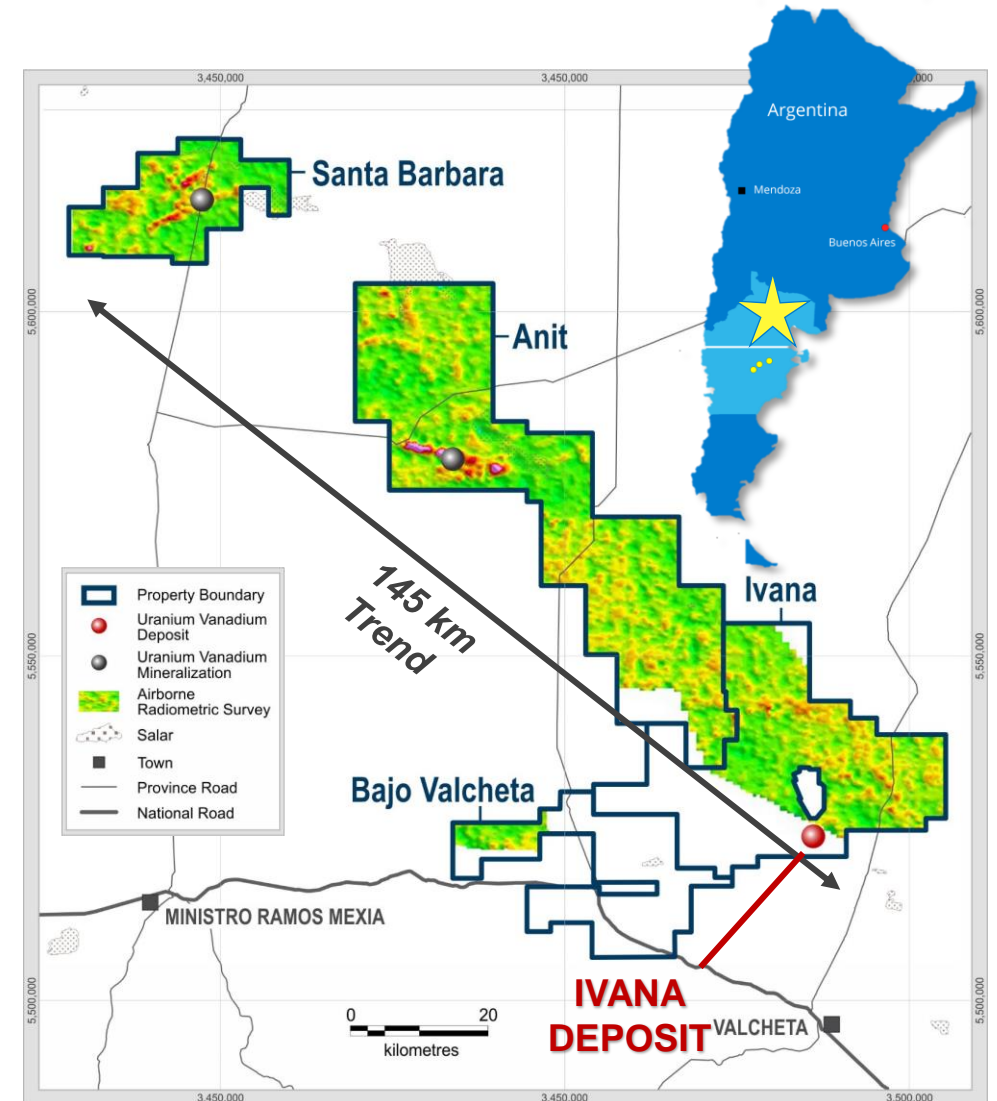 3,450,000
3,450,000
,000
Argentina
Mendoza
Buenos Aires
Santa Barbara
5,600,000
5,600,000
Anit
145 km
Trend
Ivana
Property Boundary
Uranium Vanadium
Deposit
Uranium Vanadium
Mineralization
Airborne
Radiometric Survey
Salar
Town
Province Road
National Road
5,550,000
5,550,000
Bajo Valcheta
MINISTRO RAMOS MEXIA
IVANA
DEPOSIT
VALCHETA
0 20
kilometres
5,500,000
5,500,000
3,450,000
3,450,000
3,500,000